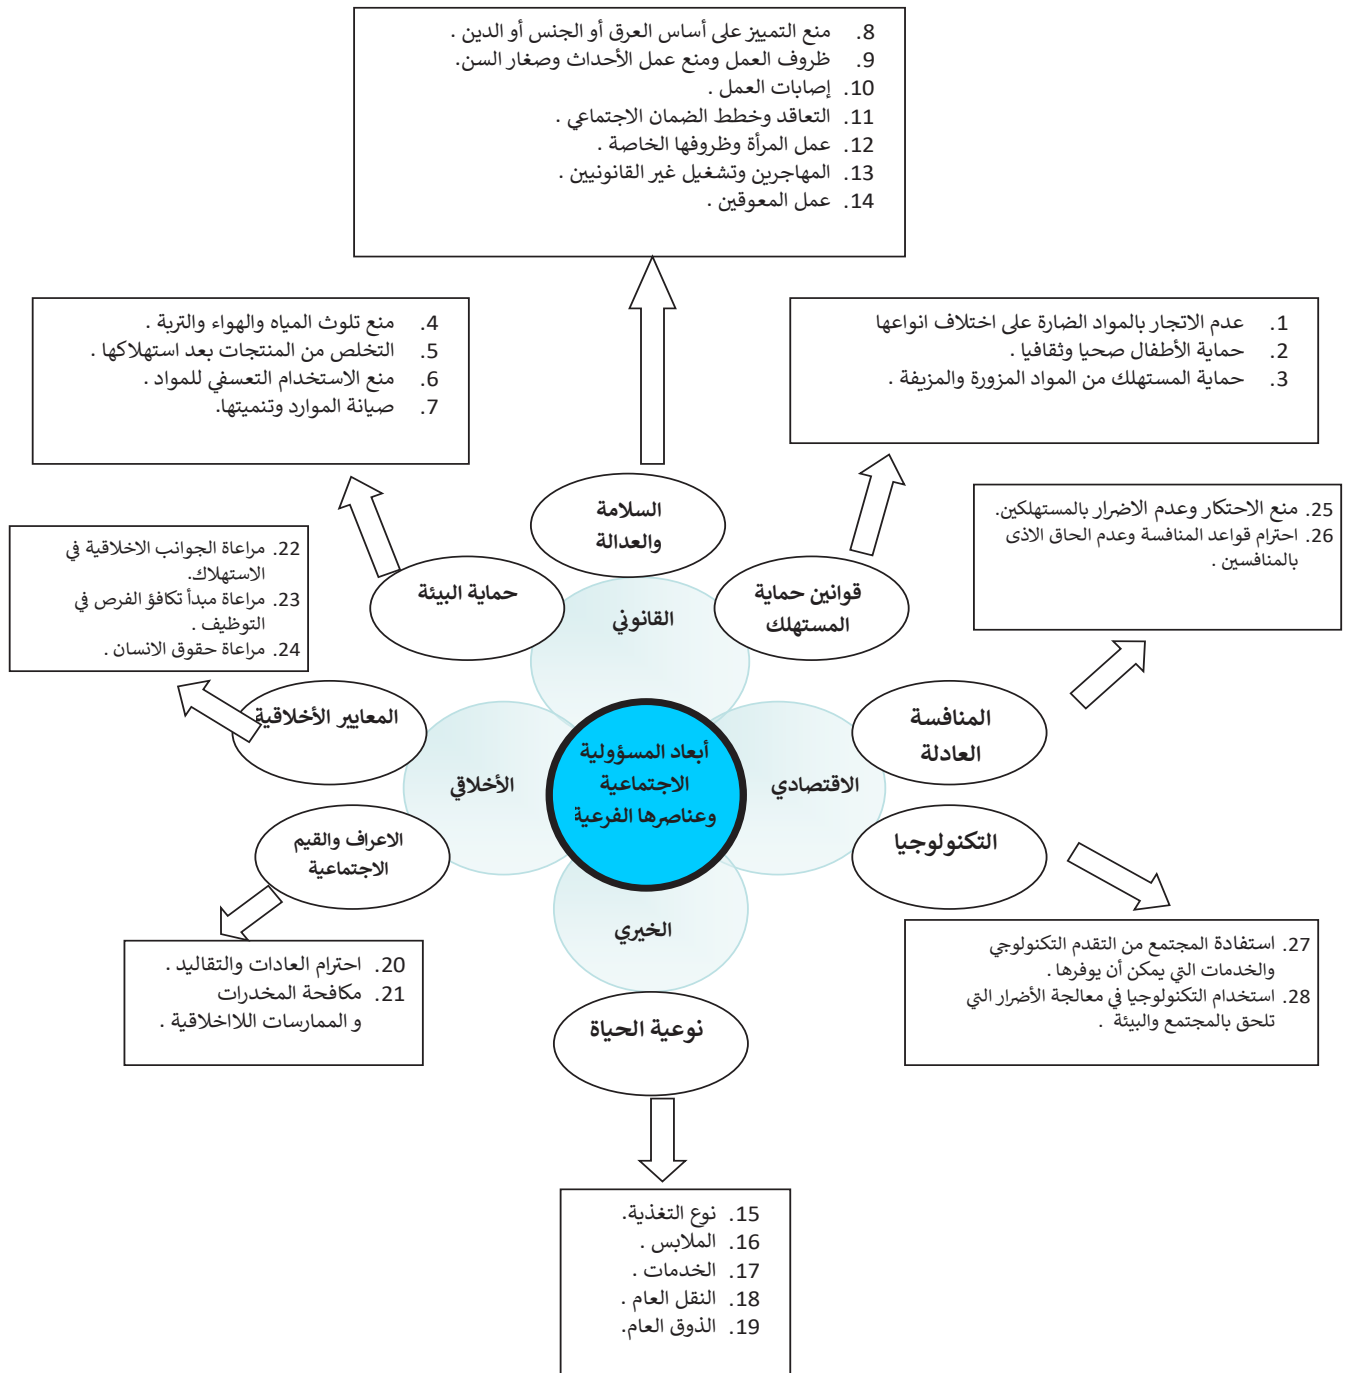 8. منع التمييز على أساس العرق أو الجنس أو الدين .
9. ظروف العمل ومنع عمل الأحداث وصغار السن.
10. إصابات العمل .
11. التعاقد وخطط الضمان الاجتماعي .
12. عمل المرأة وظروفها الخاصة .
13. المهاجرين وتشغيل غير القانونيين .
14. عمل المعوقين .
1. عدم الاتجار بالمواد الضارة على اختلاف انواعها
2. حماية الأطفال صحيا وثقافيا .
3. حماية المستهلك من المواد المزورة والمزيفة .
4. منع تلوث المياه والهواء والتربة .
5. التخلص من المنتجات بعد استهلاكها .
6. منع الاستخدام التعسفي للمواد .
7. صيانة الموارد وتنميتها.
25. منع الاحتكار وعدم الاضرار بالمستهلكين.
26. احترام قواعد المنافسة وعدم الحاق الاذى
بالمنافسين .
22. مراعاة الجوانب الاخلاقية في
الاستهلاك.
23. مراعاة مبدأ تكافؤ الفرص في
التوظيف .
24. مراعاة حقوق الانسان .
السلامة
والعدالة
قوانين حماية
المستهلك
حماية البيئة
القانوني
المنافسة
العادلة
المعايير الأخلاقية
أبعاد المسؤولية
الاجتماعية
وعناصرها الفرعية
الاقتصادي
الأخلاقي
التكنولوجيا
الاعراف والقيم
الاجتماعية
الخيري
27. استفادة المجتمع من التقدم التكنولوجي
والخدمات التي يمكن أن يوفرها .
28. استخدام التكنولوجيا في معالجة الأضرار التي
تلحق بالمجتمع والبيئة .
20. احترام العادات والتقاليد .
21. مكافحة المخدرات
و الممارسات اللااخلاقية .
نوعية الحياة
15. نوع التغذية.
16. الملابس .
17. الخدمات .
18. النقل العام .
19. الذوق العام.